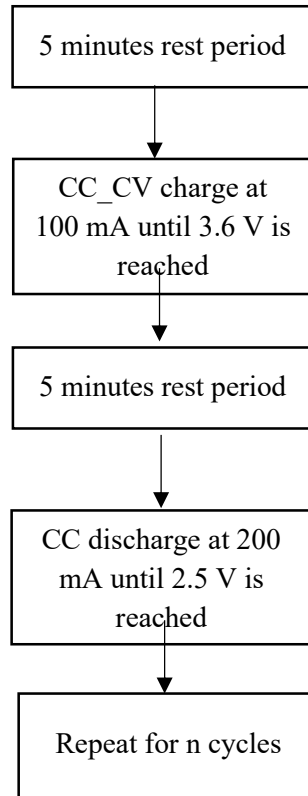 5 minutes rest period
CC_CV charge at
100 mA until 3.6 V is
reached
5 minutes rest period
CC discharge at 200
mA until 2.5 V is
reached
Repeat for n cycles